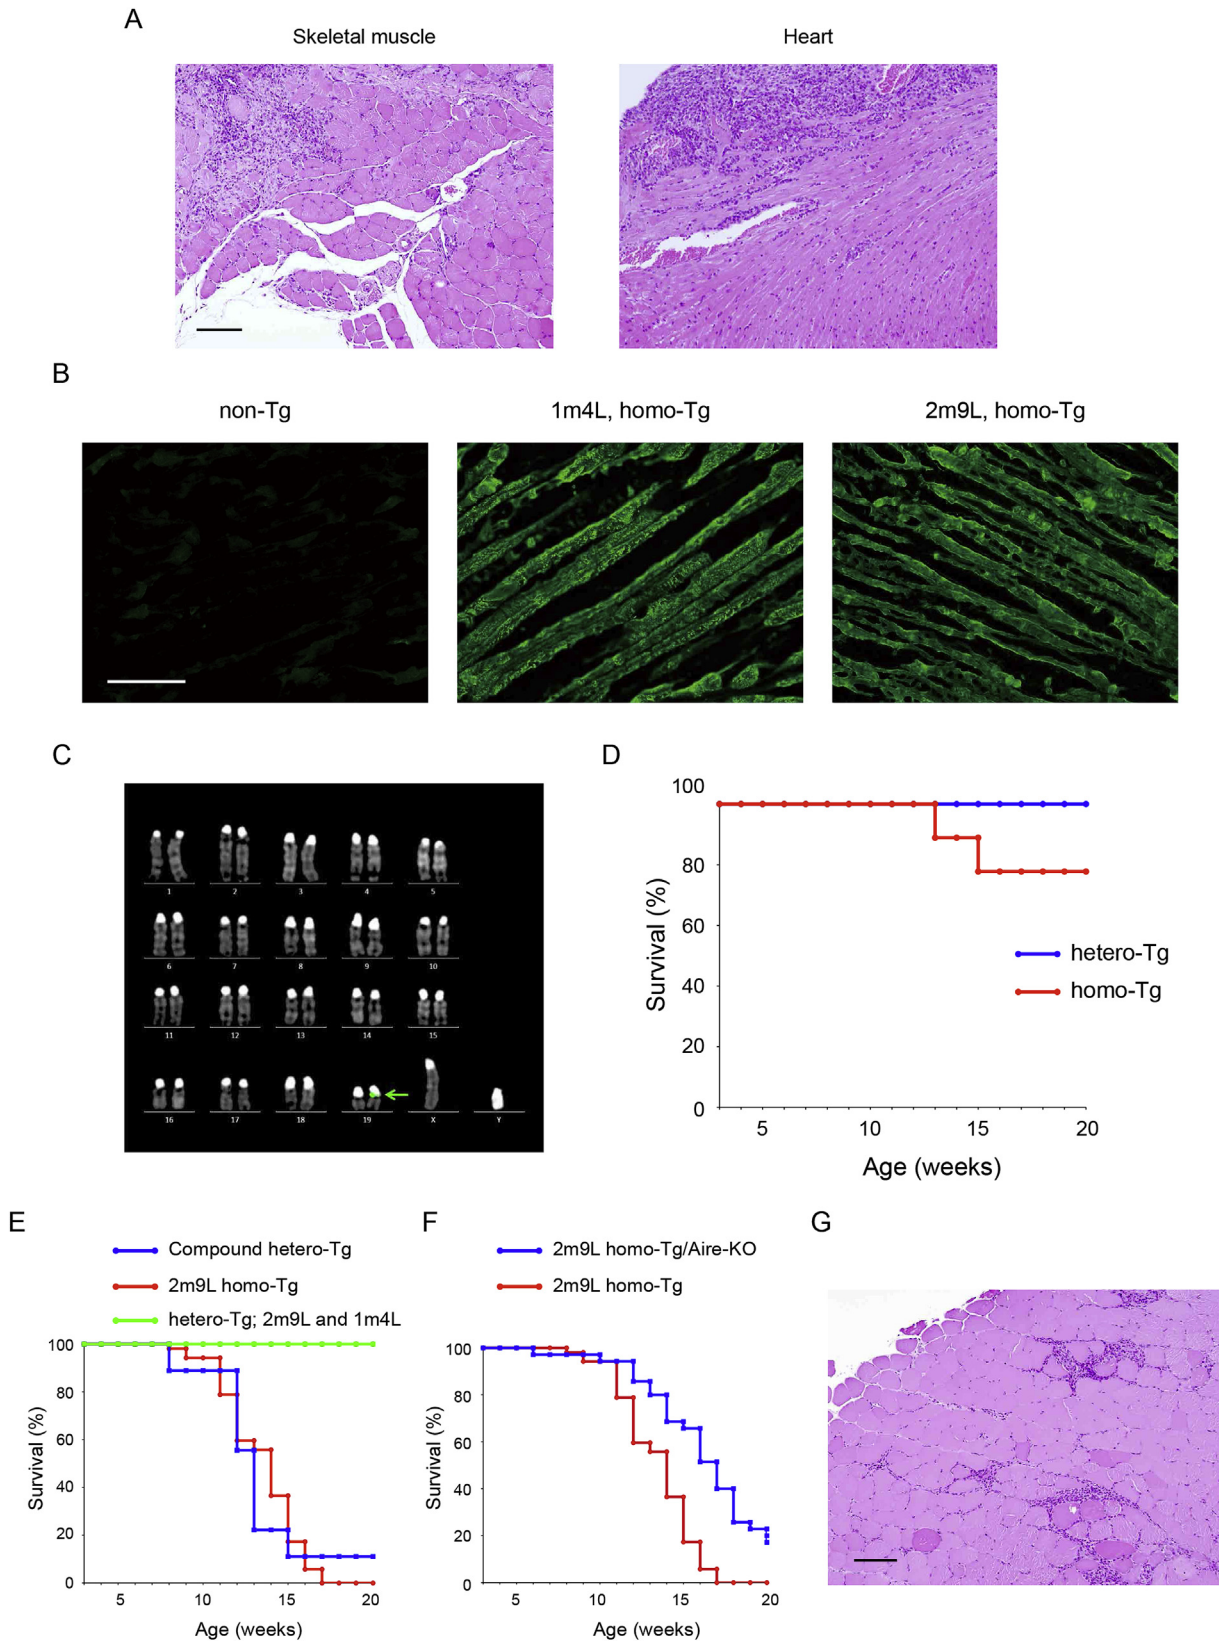 A
Skeletal muscle
Heart
B
non-Tg
1m4L, homo-Tg
2m9L, homo-Tg
C
1 2 3 4 5
6 7 8 9 10
11 12 13 14 15
16 17 18 19 X Y
D
100
80
60
40
20
0
Survival (%)
hetero-Tg
homo-Tg
5 10 15 20
Age (weeks)
E
Compound hetero-Tg
2m9L homo-Tg
hetero-Tg; 2m9L and 1m4L
100
80
60
40
20
0
Survival (%)
5 10 15 20
Age (weeks)
F
2m9L homo-Tg/Aire-KO
2m9L homo-Tg
100
80
60
40
20
0
Survival (%)
5 10 15 20
Age (weeks)
G